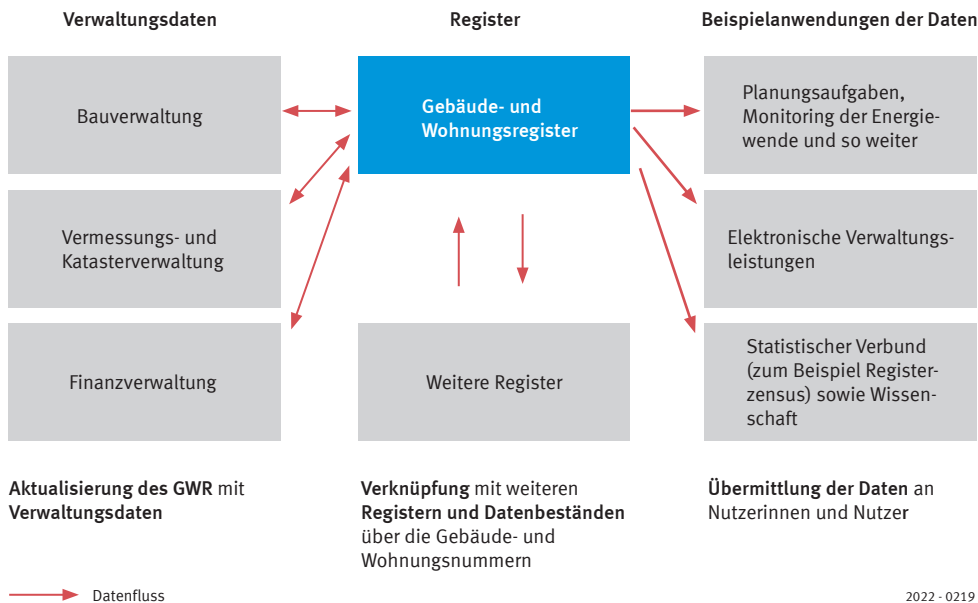 Verwaltungsdaten
Register
Beispielanwendungen der Daten
Bauverwaltung
Gebäude- und
Wohnungsregister
Planungsaufgaben,
Monitoring der Energie-
wende und so weiter
Vermessungs- und
Katasterverwaltung
Elektronische Verwaltungs-
leistungen
Finanzverwaltung
Weitere Register
Statistischer Verbund
(zum Beispiel Register-
zensus) sowie Wissen-
schaft
Aktualisierung des GWR mit
Verwaltungsdaten
Verknüpfung mit weiteren
Registern und Datenbeständen
über die Gebäude- und
Wohnungsnummern
Übermittlung der Daten an
Nutzerinnen und Nutzer
Datenfluss
2022 - 0219